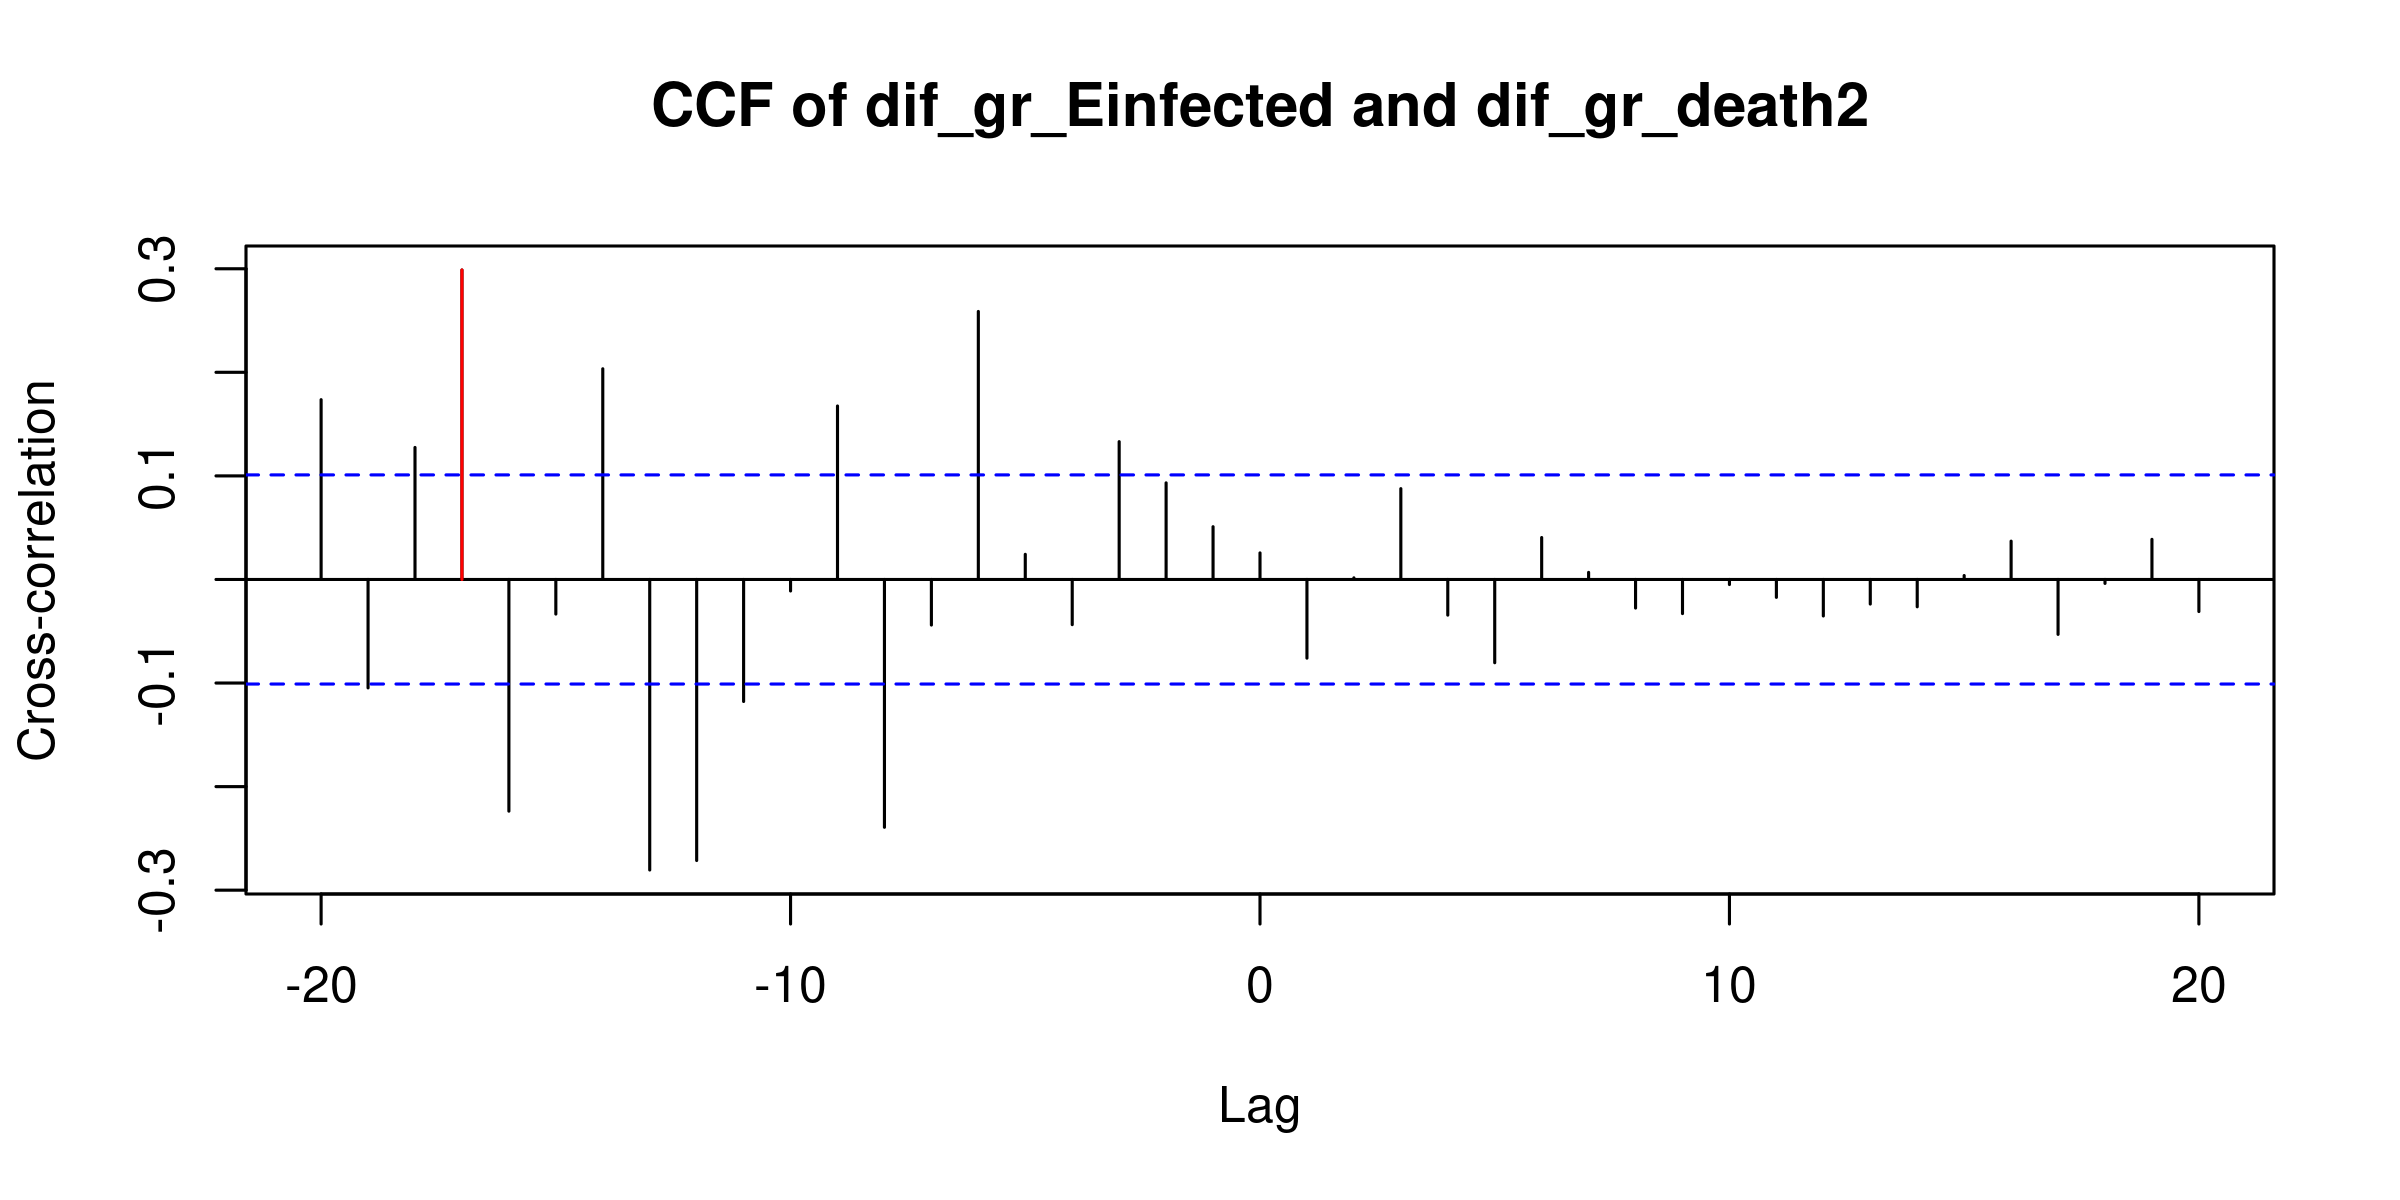 CCF of dif_gr_Einfected and dif_gr_death2
Cross-correlation
0.3
0.1
-0.1
-0.3
-20 -10 0 10 20
Lag